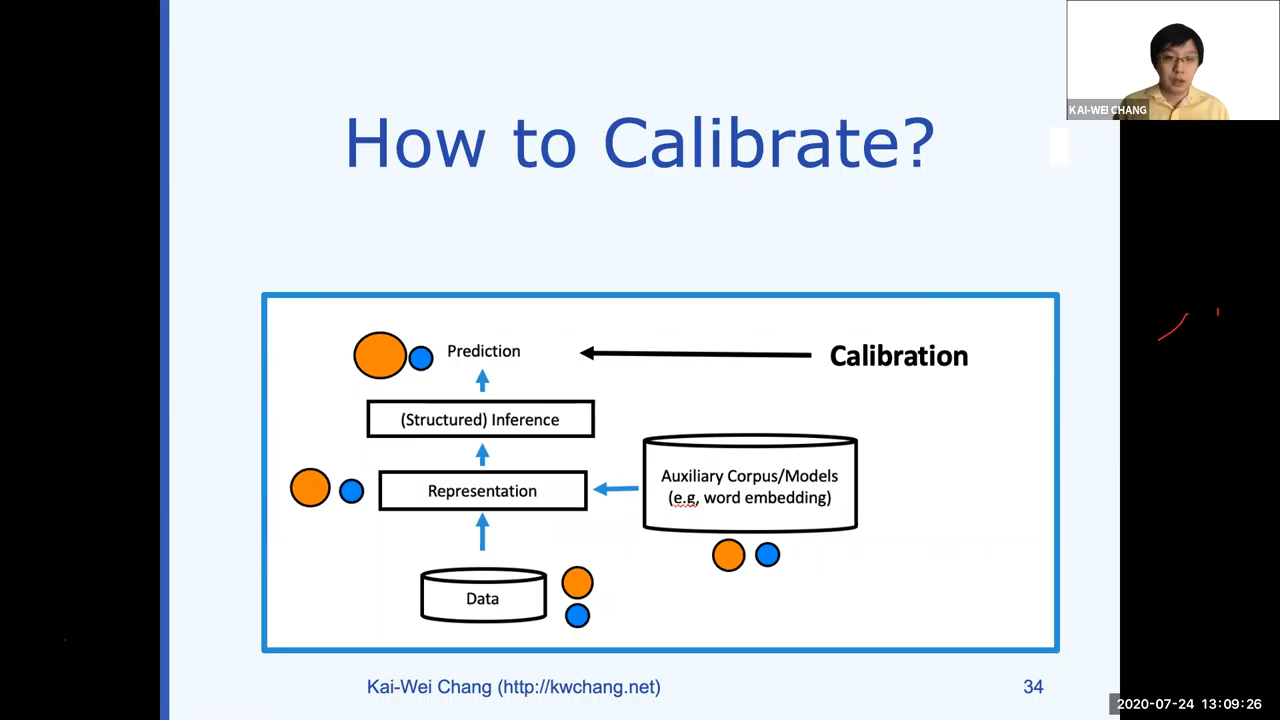 KAI-WEI CHANG
How to Calibrate?
Prediction
Calibration
(Structured) Inference
Auxiliary Corpus/Models
(e.g, word embedding)
Representation
Data
Kai-Wei Chang (http://kwchang.net)
34
2020-07-24 13:09:26